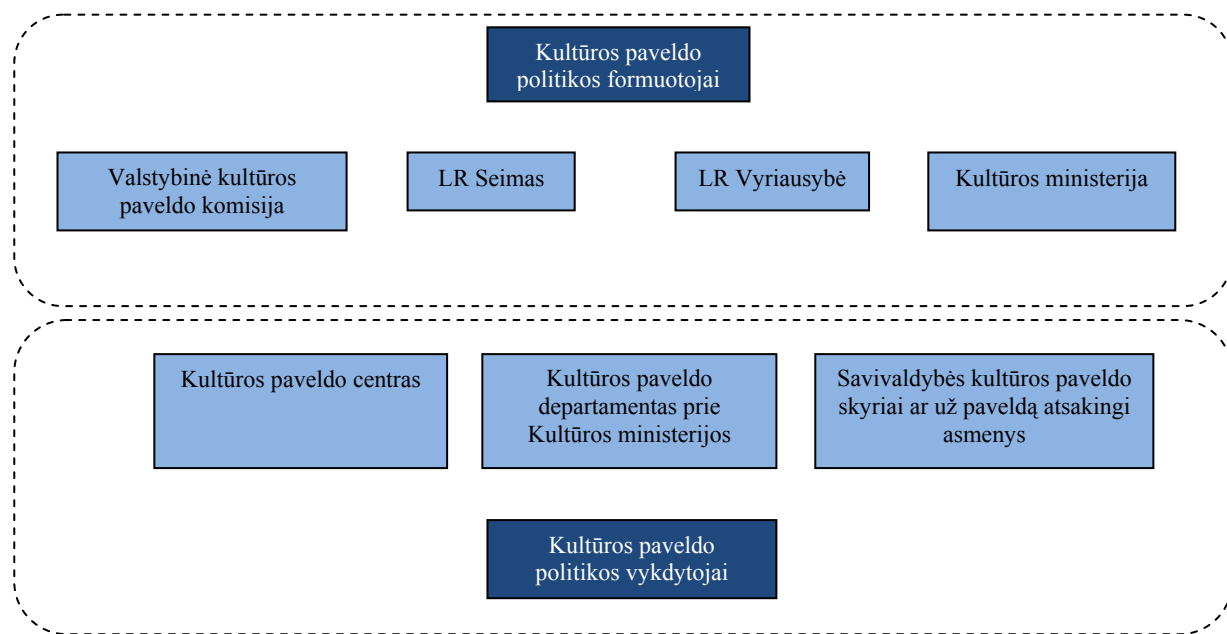 Kultūros paveldo
politikos formuotojai
Valstybinė kultūros
paveldo komisija
LR Seimas
LR Vyriausybė
Kultūros ministerija
Kultūros paveldo centras
Kultūros paveldo
departamentas prie
Kultūros ministerijos
Savivaldybės kultūros paveldo
skyriai ar už paveldą atsakingi
asmenys
Kultūros paveldo
politikos vykdytojai